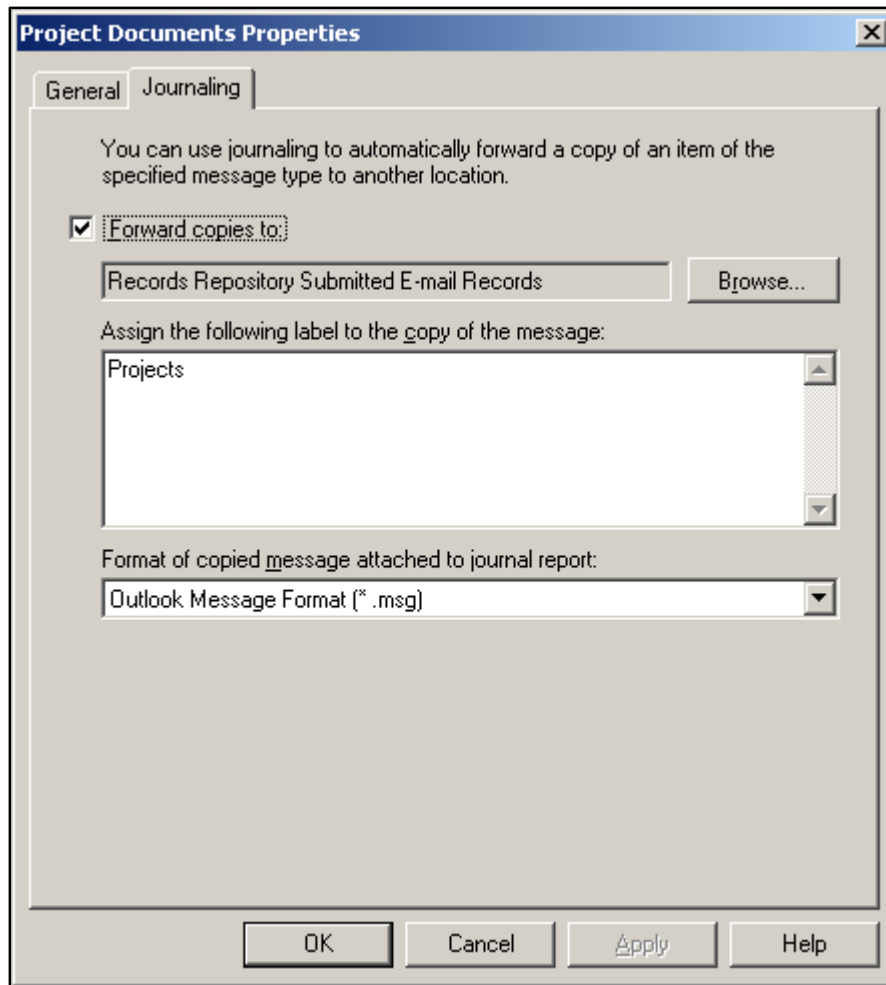 Project Documents Properties
General
Journaling
You can use journaling to automatically forward a copy of an item of the
specified message type to another location.
Forward copies to:
Records Repository Submitted E-mail Records
Browse...
Assign the following label to the copy of the message:
Projects
Format of copied message attached to journal report:
Outlook Message Format (* .msg)
OK
Cancel
Apply
Help